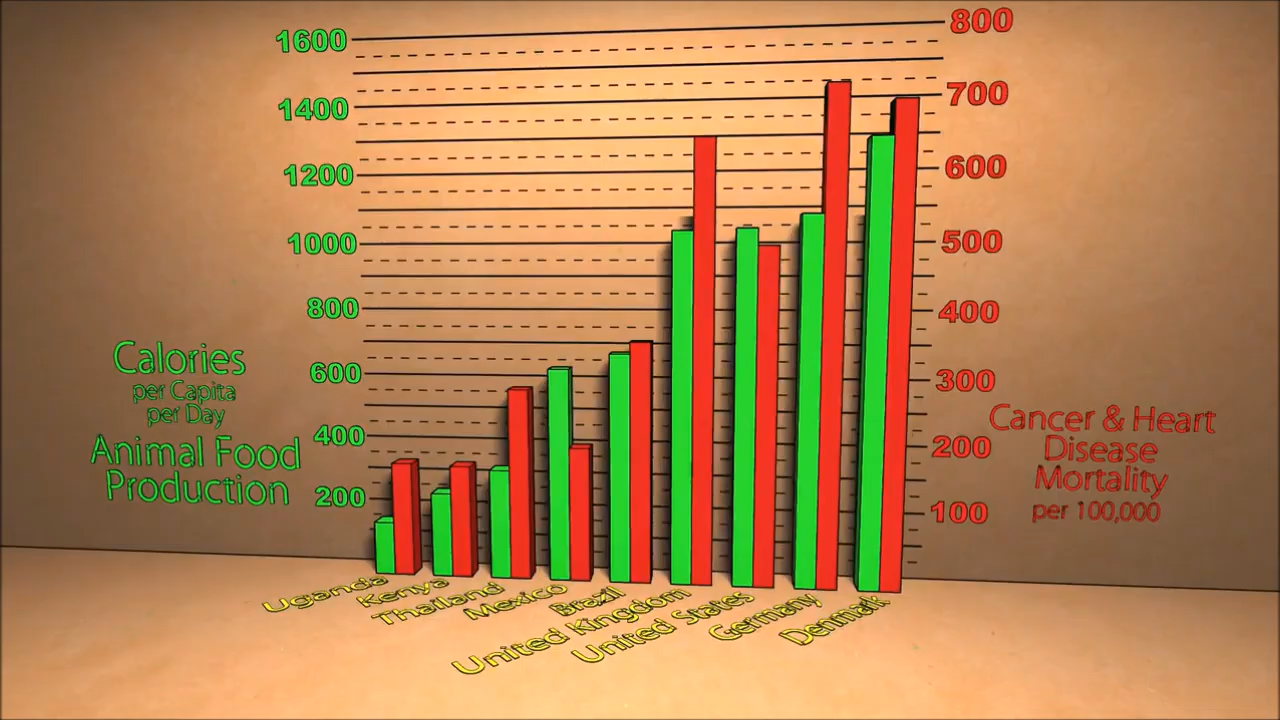 1600
1400
1200
1000
800
600
400
200
800
700
600
500
400
300
200
100
Calories
per Capita
per Day
Animal Food
Production
Cancer & Heart
Disease
Mortality
per 100,000
Uganda
Kenya
Thailand
Mexico
Brazil
United Kingdom
United States
Germany
Denmark